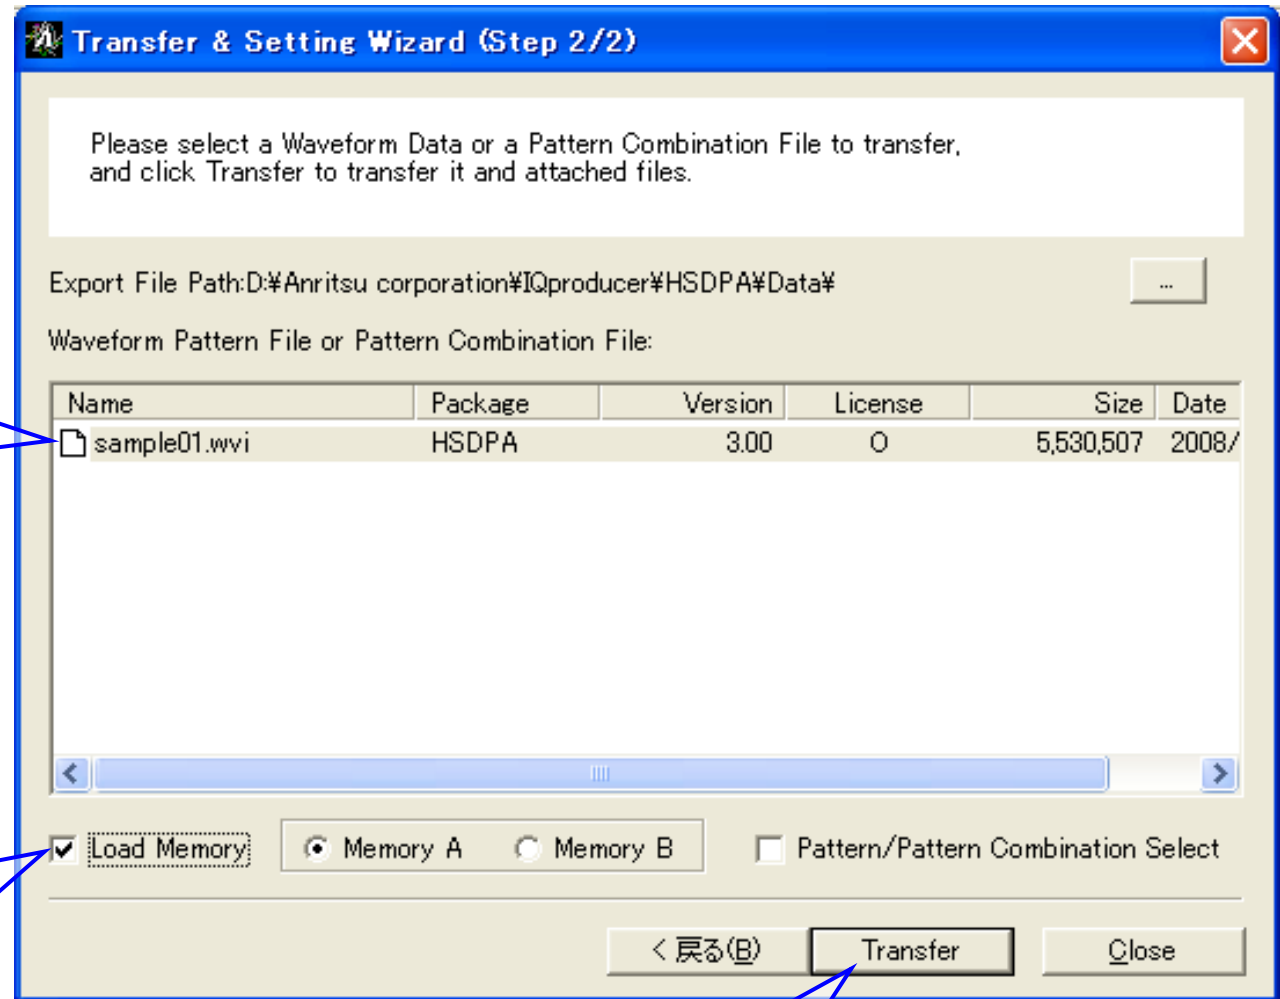 Transfer & Setting Wizard (Step 2/2)
Please select a Waveform Data or a Pattern Combination File to transfer,
and click Transfer to transfer it and attached files.
Export File Path:D:¥Anritsu corporation¥IQproducer¥HSDPA¥Data¥ ...
Waveform Pattern File or Pattern Combination File:
Name Package Version License Size Date
sample01.wvi HSDPA 3.00 O 5,530,507 2008/
Load Memory Memory A Memory B Pattern/Pattern Combination Select
< 戻る(B) Transfer Close